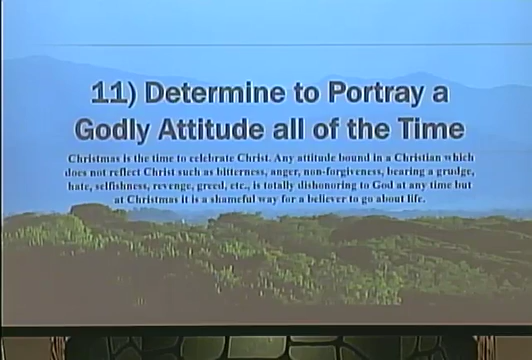 11) Determine to Portray a
Godly Attitude all of the Time
Christmas is the time to celebrate Christ. Any attitude bound in a Christian which
does not reflect Christ such as bitterness, anger, non-forgiveness, bearing a grudge,
hate, selfishness, revenge, greed, etc., is totally dishonoring to God at any time but
at Christmas it is a shameful way for a believer to go about life.